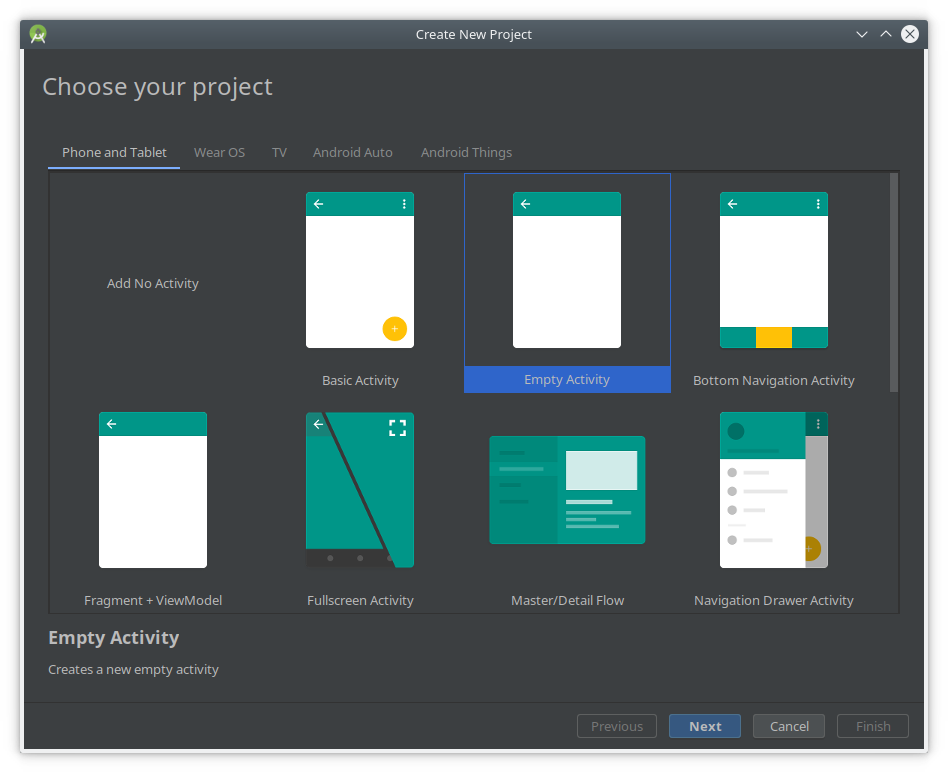 Create New Project
Choose your project
Phone and Tablet Wear OS TV Android Auto Android Things
Add No Activity
Basic Activity
Empty Activity
Bottom Navigation Activity
Fragment + ViewModel
Fullscreen Activity
Master/Detail Flow
Navigation Drawer Activity
Empty Activity
Creates a new empty activity
Previous Next Cancel Finish